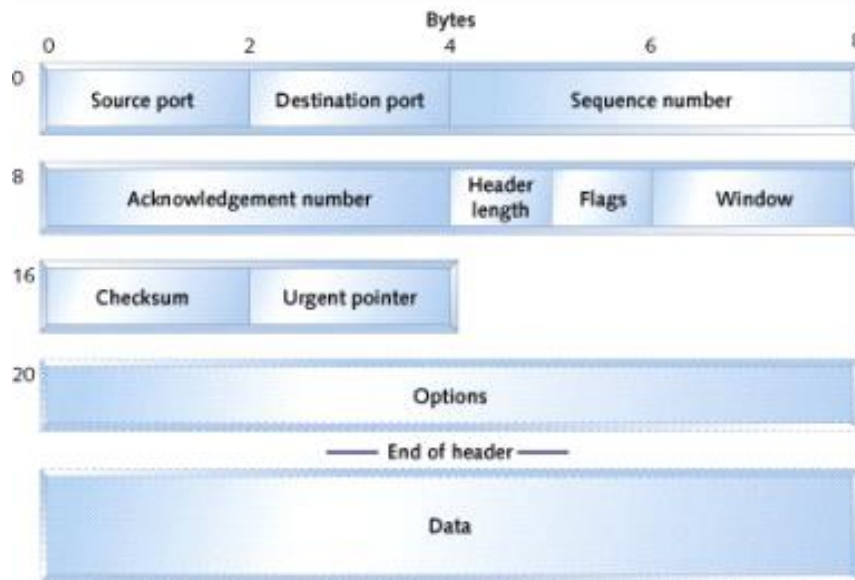 Bytes
0 2 4 6 8
0
Source port Destination port Sequence number
8
Acknowledgement number Header length Flags Window
16
Checksum Urgent pointer
20
Options
End of header
Data